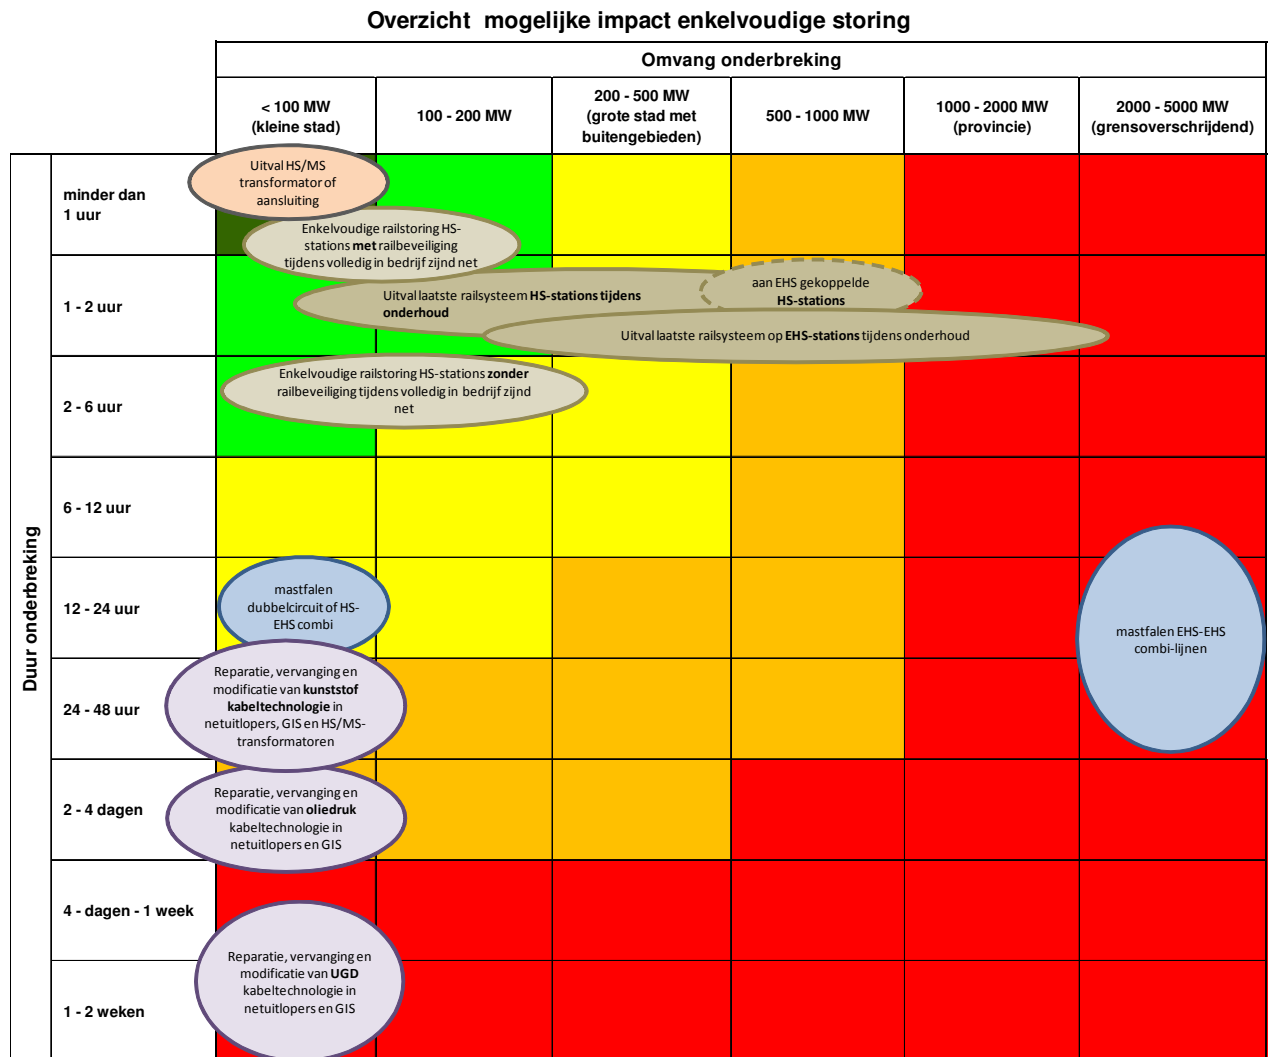 Overzicht mogelijke impact enkelvoudige storing
Omvang onderbreking
< 100 MW
(kleine stad)
100 - 200 MW
200 - 500 MW
(grote stad met
buitengebieden)
500 - 1000 MW
1000 - 2000 MW
(provincie)
2000 - 5000 MW
(grensoverschrijdend)
Duur onderbreking
minder dan
1 uur
Uitval HS/MS
transformator of
aansluiting
Enkelvoudige railstoring HS-
stations met railbeveiliging
tijdens volledig in bedrijf zijnd net
1 - 2 uur
Uitval laatste railsysteem HS-stations tijdens
onderhoud
aan EHS gekoppelde
HS-stations
Uitval laatste railsysteem op EHS-stations tijdens onderhoud
2 - 6 uur
Enkelvoudige railstoring HS-stations zonder
railbeveiliging tijdens volledig in bedrijf zijnd
net
6 - 12 uur
12 - 24 uur
mastfalen
dubbelcircuit of HS-
EHS combi
mastfalen EHS-EHS
combi-lijnen
24 - 48 uur
Reparatie, vervanging en
modificatie van kunststof
kabeltechnologie in
netuitlopers, GIS en HS/MS-
transformatoren
2 - 4 dagen
Reparatie, vervanging en
modificatie van oliedruk
kabeltechnologie in
netuitlopers en GIS
4 - dagen - 1 week
Reparatie, vervanging en
modificatie van UGD
kabeltechnologie in
netuitlopers en GIS
1 - 2 weken